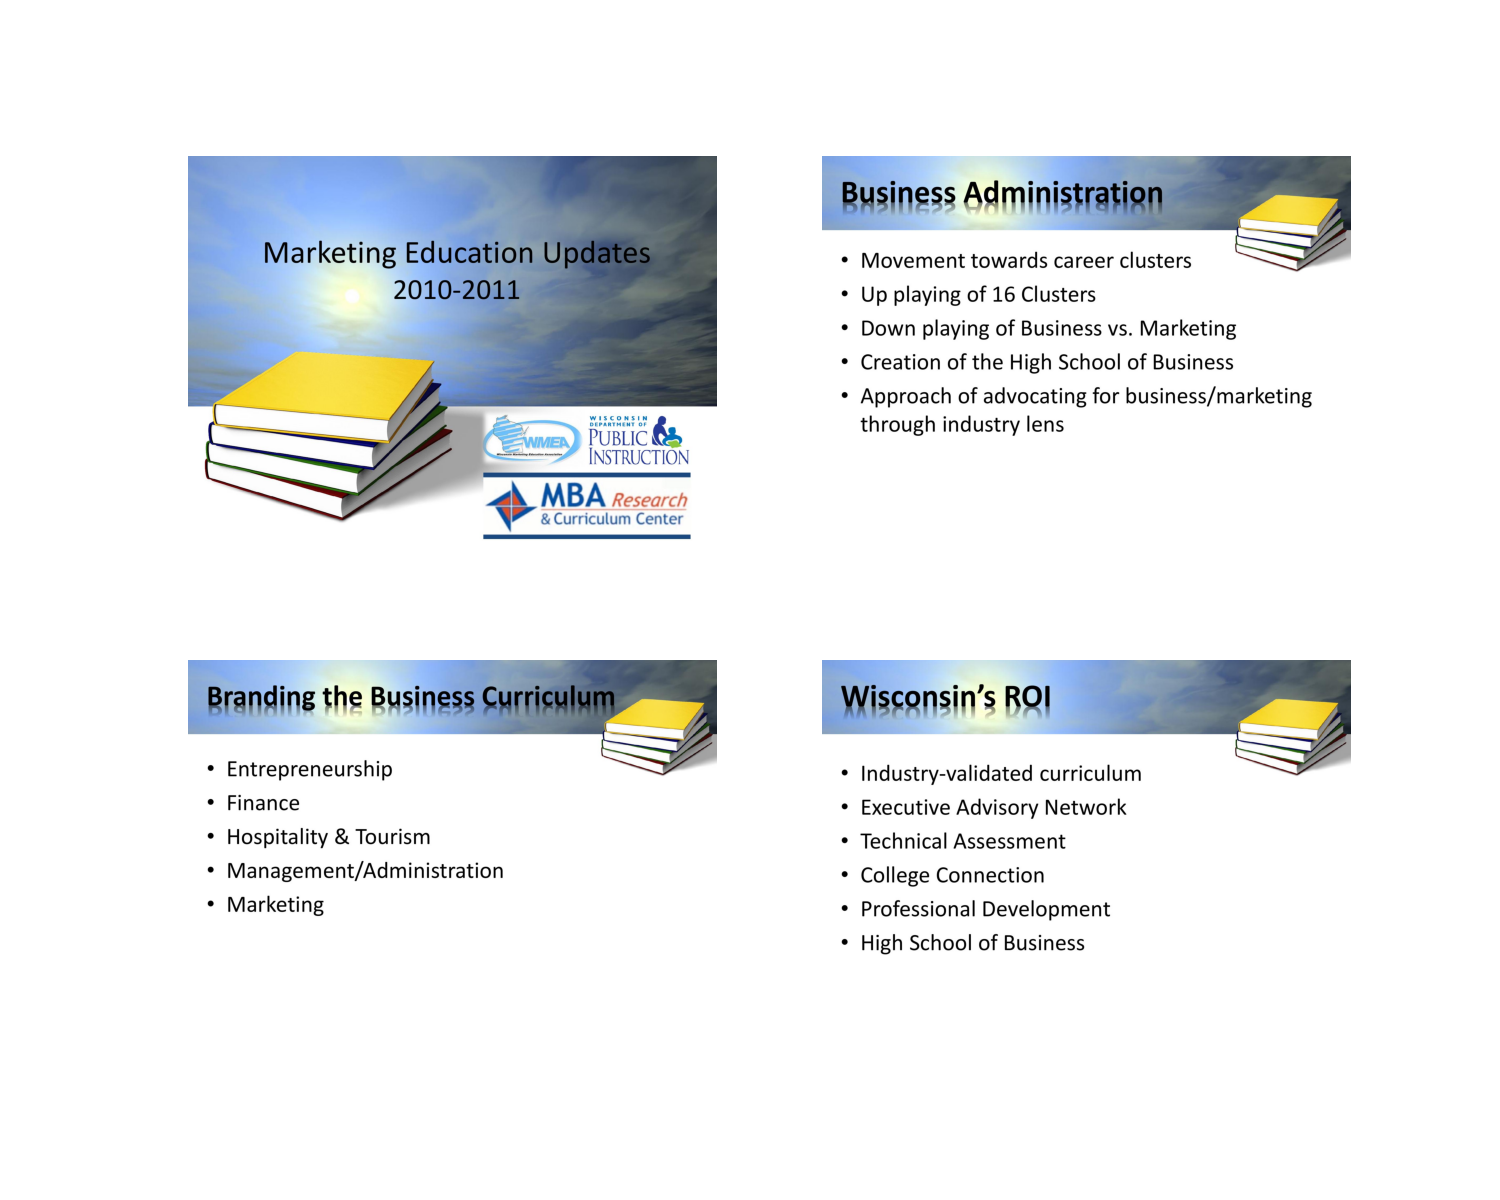 Marketing Education Updates
2010-2011
WMEA
Wisconsin Marketing Education Association
WISCONSIN
DEPARTMENT OF
PUBLIC
INSTRUCTION
MBA Research
& Curriculum Center
Business Administration
• Movement towards career clusters
• Up playing of 16 Clusters
• Down playing of Business vs. Marketing
• Creation of the High School of Business
• Approach of advocating for business/marketing
through industry lens
Branding the Business Curriculum
• Entrepreneurship
• Finance
• Hospitality & Tourism
• Management/Administration
• Marketing
Wisconsin’s ROI
• Industry-validated curriculum
• Executive Advisory Network
• Technical Assessment
• College Connection
• Professional Development
• High School of Business